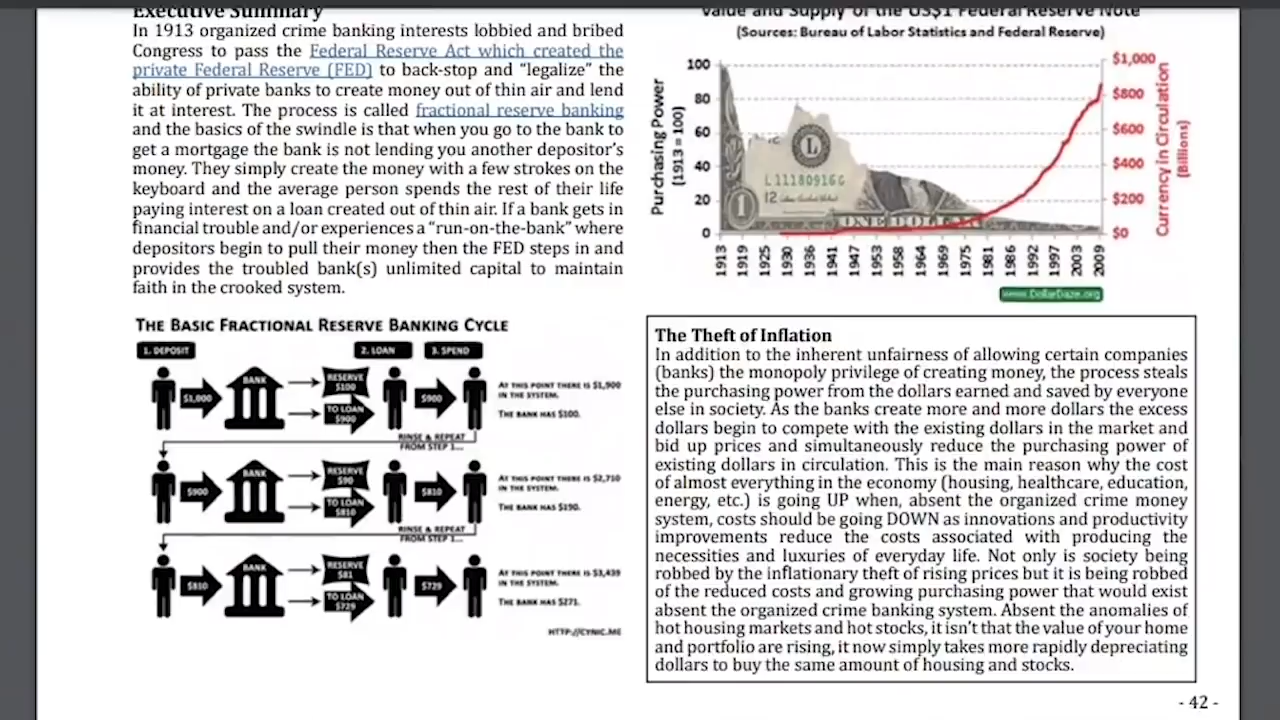 Executive Summary
In 1913 organized crime banking interests lobbied and bribed
Congress to pass the Federal Reserve Act which created the
private Federal Reserve (FED) to back-stop and “legalize” the
ability of private banks to create money out of thin air and lend
it at interest. The process is called fractional reserve banking
and the basics of the swindle is that when you go to the bank to
get a mortgage the bank is not lending you another depositor’s
money. They simply create the money with a few strokes on the
keyboard and the average person spends the rest of their life
paying interest on a loan created out of thin air. If a bank gets in
financial trouble and/or experiences a “run-on-the-bank” where
depositors begin to pull their money then the FED steps in and
provides the troubled bank(s) unlimited capital to maintain
faith in the crooked system.
THE BASIC FRACTIONAL RESERVE BANKING CYCLE
1. DEPOSIT
2. LOAN
3. SPEND
$1,000
BANK
RESERVE
$100
TO LOAN
$900
$900
AT THIS POINT THERE IS $1,900
IN THE SYSTEM.
THE BANK HAS $100.
RINSE & REPEAT
FROM STEP 1...
$900
BANK
RESERVE
$90
TO LOAN
$810
$810
AT THIS POINT THERE IS $2,710
IN THE SYSTEM.
THE BANK HAS $190.
RINSE & REPEAT
FROM STEP 1...
$810
BANK
RESERVE
$81
TO LOAN
$729
$729
AT THIS POINT THERE IS $3,439
IN THE SYSTEM.
THE BANK HAS $271.
HTTP://CYNIC.ME
Value and Supply of the US$1 Federal Reserve Note
(Sources: Bureau of Labor Statistics and Federal Reserve)
Purchasing Power
(1913 = 100)
100
80
60
40
20
0
$1,000
$800
$600
$400
$200
$0
Currency in Circulation
(Billions)
L
L11180916G
12
1
ONE DOLLAR
1913
1919
1925
1930
1936
1941
1947
1953
1958
1964
1969
1975
1981
1986
1992
1997
2003
2009
www.DollarDaze.org
The Theft of Inflation
In addition to the inherent unfairness of allowing certain companies
(banks) the monopoly privilege of creating money, the process steals
the purchasing power from the dollars earned and saved by everyone
else in society. As the banks create more and more dollars the excess
dollars begin to compete with the existing dollars in the market and
bid up prices and simultaneously reduce the purchasing power of
existing dollars in circulation. This is the main reason why the cost
of almost everything in the economy (housing, healthcare, education,
energy, etc.) is going UP when, absent the organized crime money
system, costs should be going DOWN as innovations and productivity
improvements reduce the costs associated with producing the
necessities and luxuries of everyday life. Not only is society being
robbed by the inflationary theft of rising prices but it is being robbed
of the reduced costs and growing purchasing power that would exist
absent the organized crime banking system. Absent the anomalies of
hot housing markets and hot stocks, it isn’t that the value of your home
and portfolio are rising, it now simply takes more rapidly depreciating
dollars to buy the same amount of housing and stocks.
- 42 -